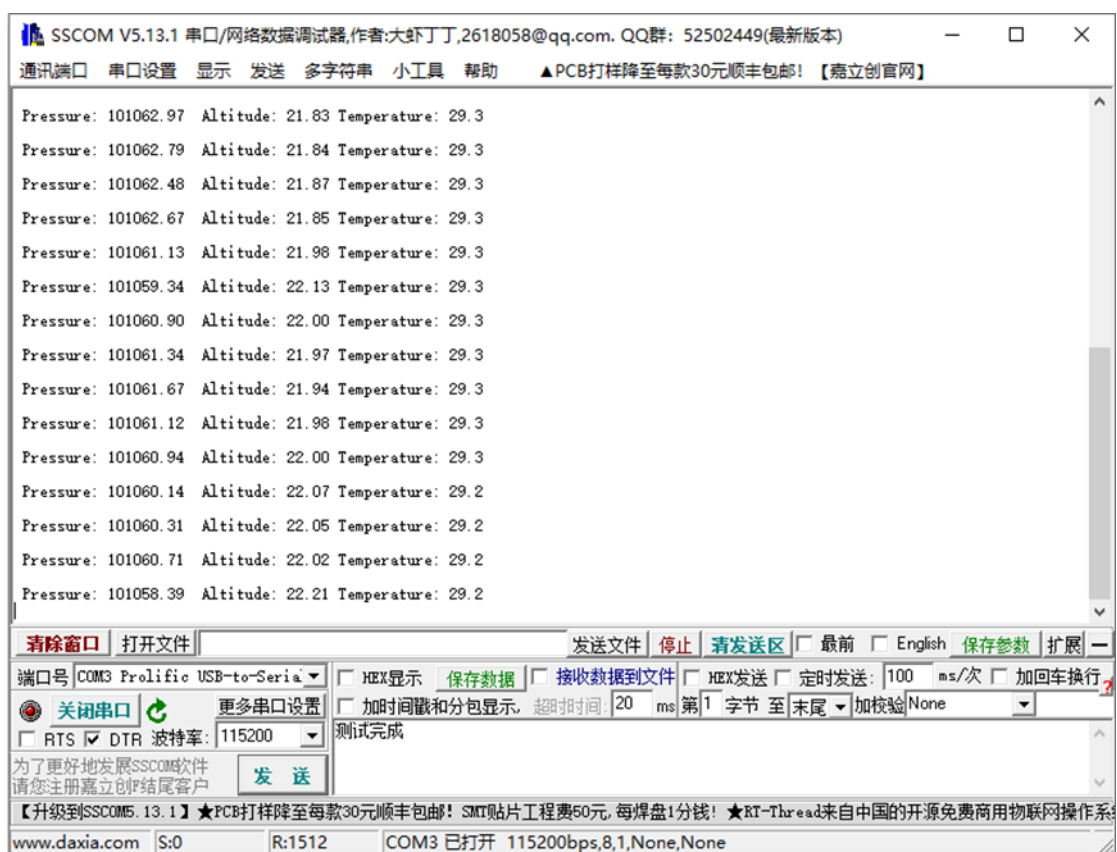 SSCOM V5.13.1 串口/网络数据调试器,作者:大虾丁丁,2618058@qq.com. QQ群: 52502449(最新版本)
通讯端口 串口设置 显示 发送 多字符串 小工具 帮助 ▲PCB打样降至每款30元顺丰包邮! 【嘉立创官网】
Pressure: 101062.97 Altitude: 21.83 Temperature: 29.3
Pressure: 101062.79 Altitude: 21.84 Temperature: 29.3
Pressure: 101062.48 Altitude: 21.87 Temperature: 29.3
Pressure: 101062.67 Altitude: 21.85 Temperature: 29.3
Pressure: 101061.13 Altitude: 21.98 Temperature: 29.3
Pressure: 101059.34 Altitude: 22.13 Temperature: 29.3
Pressure: 101060.90 Altitude: 22.00 Temperature: 29.3
Pressure: 101061.34 Altitude: 21.97 Temperature: 29.3
Pressure: 101061.67 Altitude: 21.94 Temperature: 29.3
Pressure: 101061.12 Altitude: 21.98 Temperature: 29.3
Pressure: 101060.94 Altitude: 22.00 Temperature: 29.3
Pressure: 101060.14 Altitude: 22.07 Temperature: 29.2
Pressure: 101060.31 Altitude: 22.05 Temperature: 29.2
Pressure: 101060.71 Altitude: 22.02 Temperature: 29.2
Pressure: 101058.39 Altitude: 22.21 Temperature: 29.2
清除窗口 打开文件 发送文件 停止 清发送区 最前 English 保存参数 扩展 —
端口号 COM3 Prolific USB-to-Seria HEX显示 保存数据 接收数据到文件 HEX发送 定时发送: 100 ms/次 加回车换行 ?
关闭串口 更多串口设置 加时间戳和分包显示, 超时时间: 20 ms 第1 字节 至 末尾 加校验 None
RTS DTR 波特率: 115200 测试完成
为了更好地发展SSCOM软件
请您注册嘉立创F结尾客户 发 送
【升级到SSCOM5.13.1】★PCB打样降至每款30元顺丰包邮! SMT贴片工程费50元,每焊盘1分钱! ★RT-Thread来自中国的开源免费商用物联网操作系
www.daxia.com S:0 R:1512 COM3 已打开 115200bps,8,1,None,None